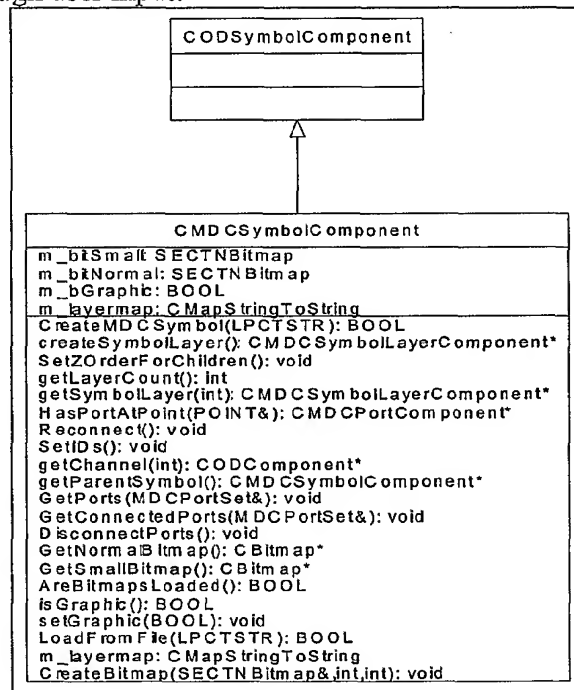 CODSymbolComponent
CMDCSymbolComponent
m_bitSmall: SECTNBitmap
m_bitNormal: SECTNBitmap
m_bGraphic: BOOL
m_layermap: CMapStringToString
CreateMDCSymbol(LPCTSTR): BOOL
createSymbolLayer(): CMDCSymbolLayerComponent*
SetZOrderForChildren(): void
getLayerCount(): int
getSymbolLayer(int): CMDCSymbolLayerComponent*
HasPortAtPoint(POINT&): CMDCPortComponent*
Reconnect(): void
SetIDs(): void
getChannel(int): CODComponent*
getParentSymbol(): CMDCSymbolComponent*
GetPorts(MDCPortSet&): void
GetConnectedPorts(MDCPortSet&): void
DisconnectPorts(): void
GetNormalBitmap(): CBitmap*
GetSmallBitmap(): CBitmap*
AreBitmapsLoaded(): BOOL
isGraphic(): BOOL
setGraphic(BOOL): void
LoadFromFile(LPCTSTR): BOOL
m_layermap: CMapStringToString
CreateBitmap(SECTNBitmap&,int,int): void